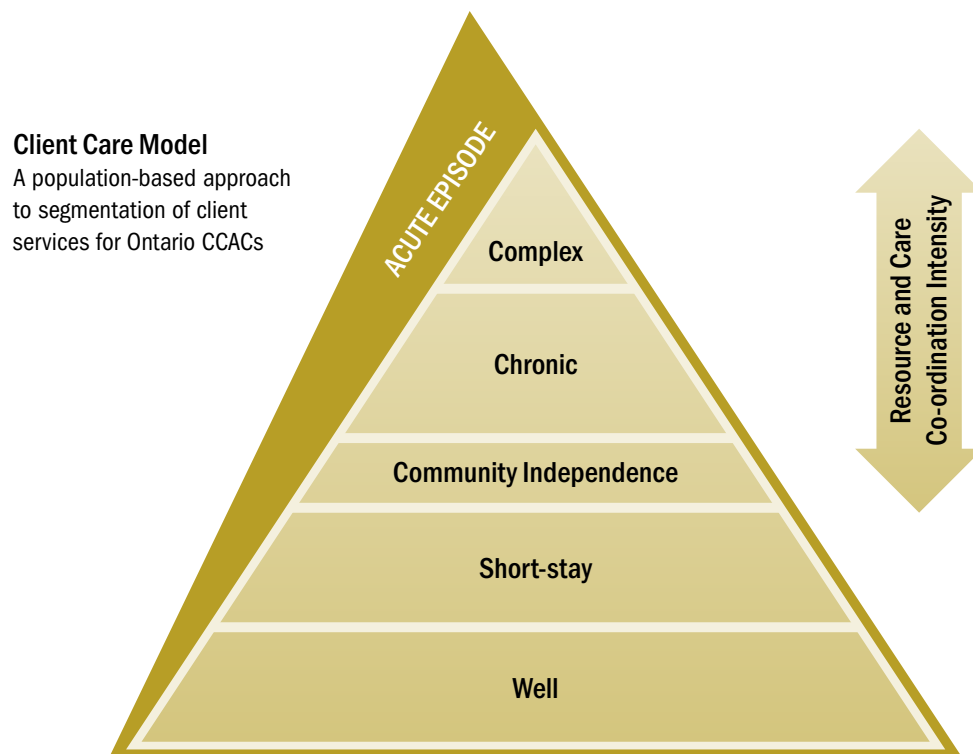 Client Care Model
A population-based approach
to segmentation of client
services for Ontario CCACs
ACUTE EPISODE
Complex
Chronic
Community Independence
Short-stay
Well
Resource and Care
Co-ordination Intensity